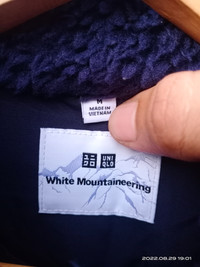 M
MADE IN
VIETNAM
ユニ UNI
クロ QLO
White Mountaineering
2022.08.29 19:01